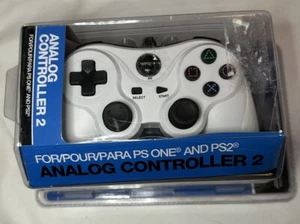 ANALOG
CONTROLLER 2
FOR/POUR/PARA PS ONE® AND PS2®
SELECT
START
FOR/POUR/PARA PS ONE® AND PS2®
ANALOG CONTROLLER 2